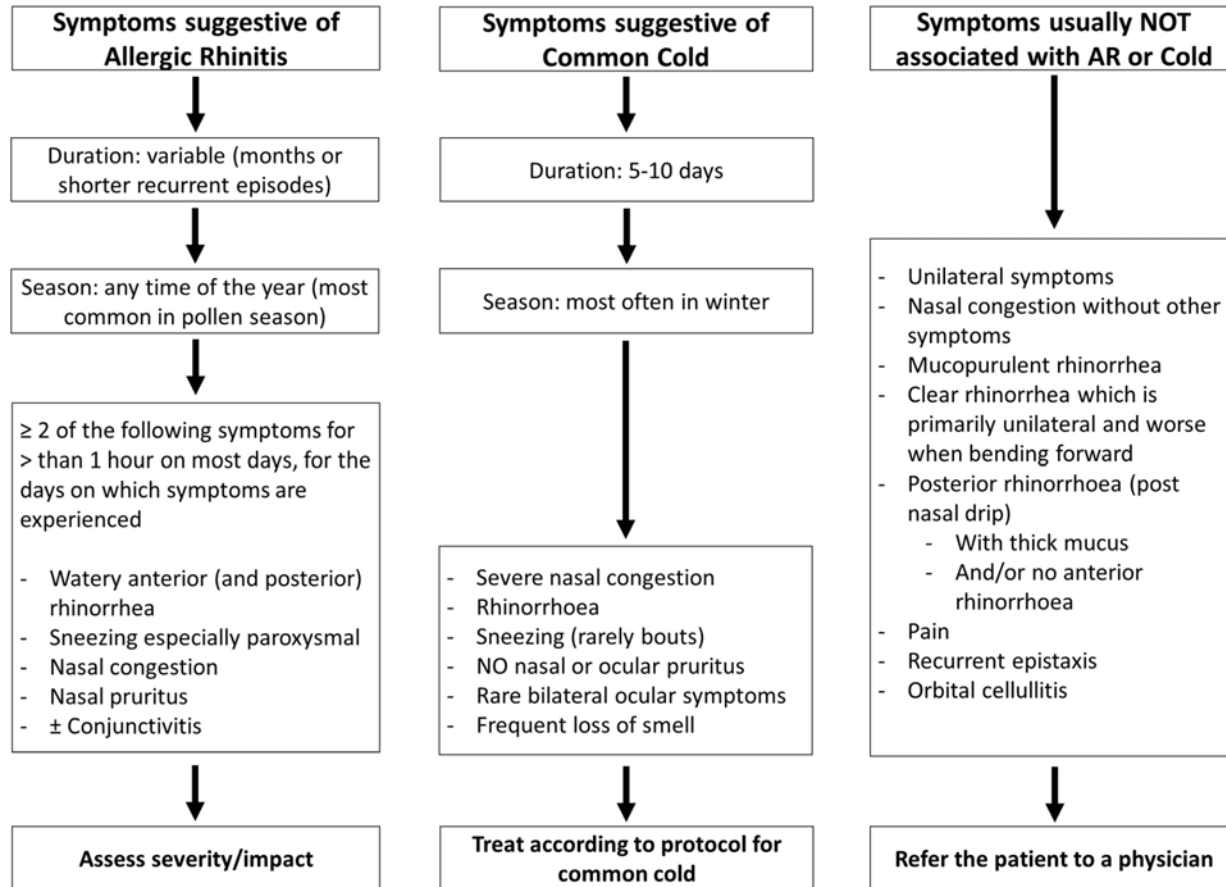 Symptoms suggestive of
Allergic Rhinitis
Duration: variable (months or
shorter recurrent episodes)
Season: any time of the year (most
common in pollen season)
≥ 2 of the following symptoms for
> than 1 hour on most days, for the
days on which symptoms are
experienced
- Watery anterior (and posterior)
rhinorrhea
- Sneezing especially paroxysmal
- Nasal congestion
- Nasal pruritus
- ± Conjunctivitis
Assess severity/impact
Symptoms suggestive of
Common Cold
Duration: 5-10 days
Season: most often in winter
- Severe nasal congestion
- Rhinorrhoea
- Sneezing (rarely bouts)
- NO nasal or ocular pruritus
- Rare bilateral ocular symptoms
- Frequent loss of smell
Treat according to protocol for
common cold
Symptoms usually NOT
associated with AR or Cold
- Unilateral symptoms
- Nasal congestion without other
symptoms
- Mucopurulent rhinorrhea
- Clear rhinorrhea which is
primarily unilateral and worse
when bending forward
- Posterior rhinorrhoea (post
nasal drip)
- With thick mucus
- And/or no anterior
rhinorrhoea
- Pain
- Recurrent epistaxis
- Orbital cellullitis
Refer the patient to a physician